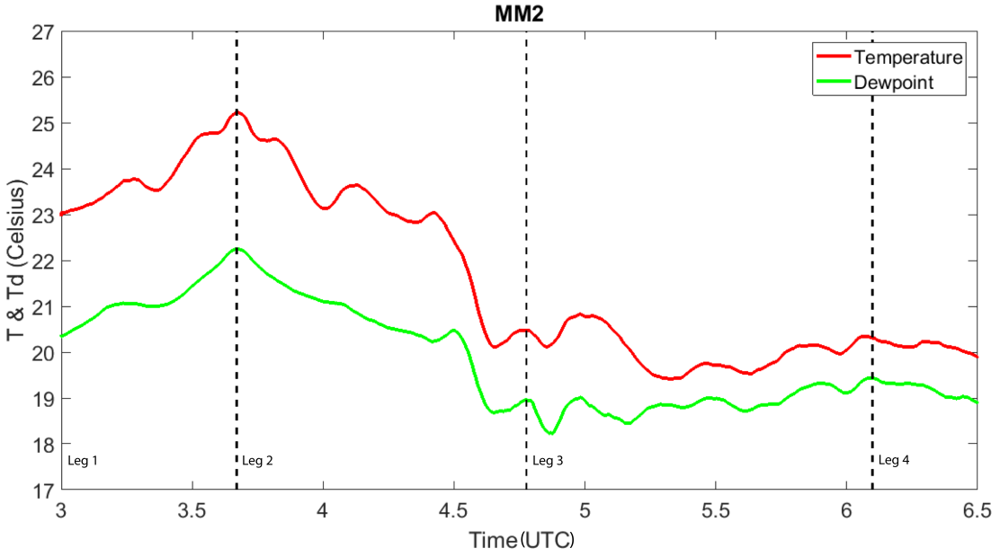 MM2
27
26
25
24
23
22
21
20
19
18
17
T & Td (Celsius)
Temperature
Dewpoint
Leg 1
Leg 2
Leg 3
Leg 4
3
3.5
4
4.5
5
5.5
6
6.5
Time(UTC)